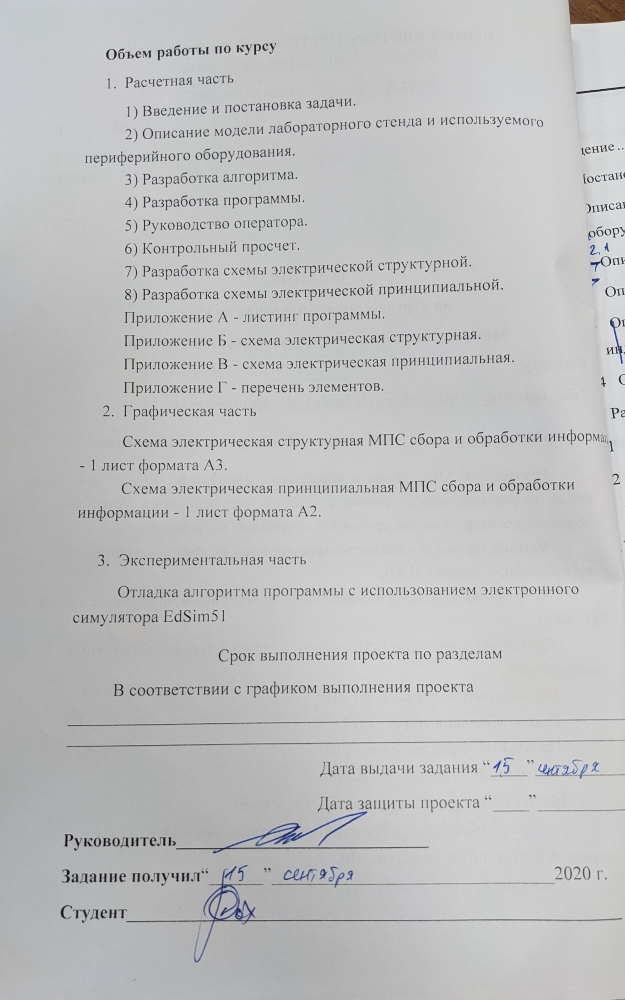 Объем работы по курсу
1. Расчетная часть
1) Введение и постановка задачи.
2) Описание модели лабораторного стенда и используемого
периферийного оборудования.
3) Разработка алгоритма.
4) Разработка программы.
5) Руководство оператора.
6) Контрольный просчет.
7) Разработка схемы электрической структурной.
8) Разработка схемы электрической принципиальной.
Приложение А - листинг программы.
Приложение Б - схема электрическая структурная.
Приложение В - схема электрическая принципиальная.
Приложение Г - перечень элементов.
2. Графическая часть
Схема электрическая структурная МПС сбора и обработки информац
- 1 лист формата А3.
Схема электрическая принципиальная МПС сбора и обработки
информации - 1 лист формата А2.
3. Экспериментальная часть
Отладка алгоритма программы с использованием электронного
симулятора EdSim51
Срок выполнения проекта по разделам
В соответствии с графиком выполнения проекта
Дата выдачи задания “15” сентября
Дата защиты проекта “____”
Руководитель
Задание получил“15” сентября 2020 г.
Студент